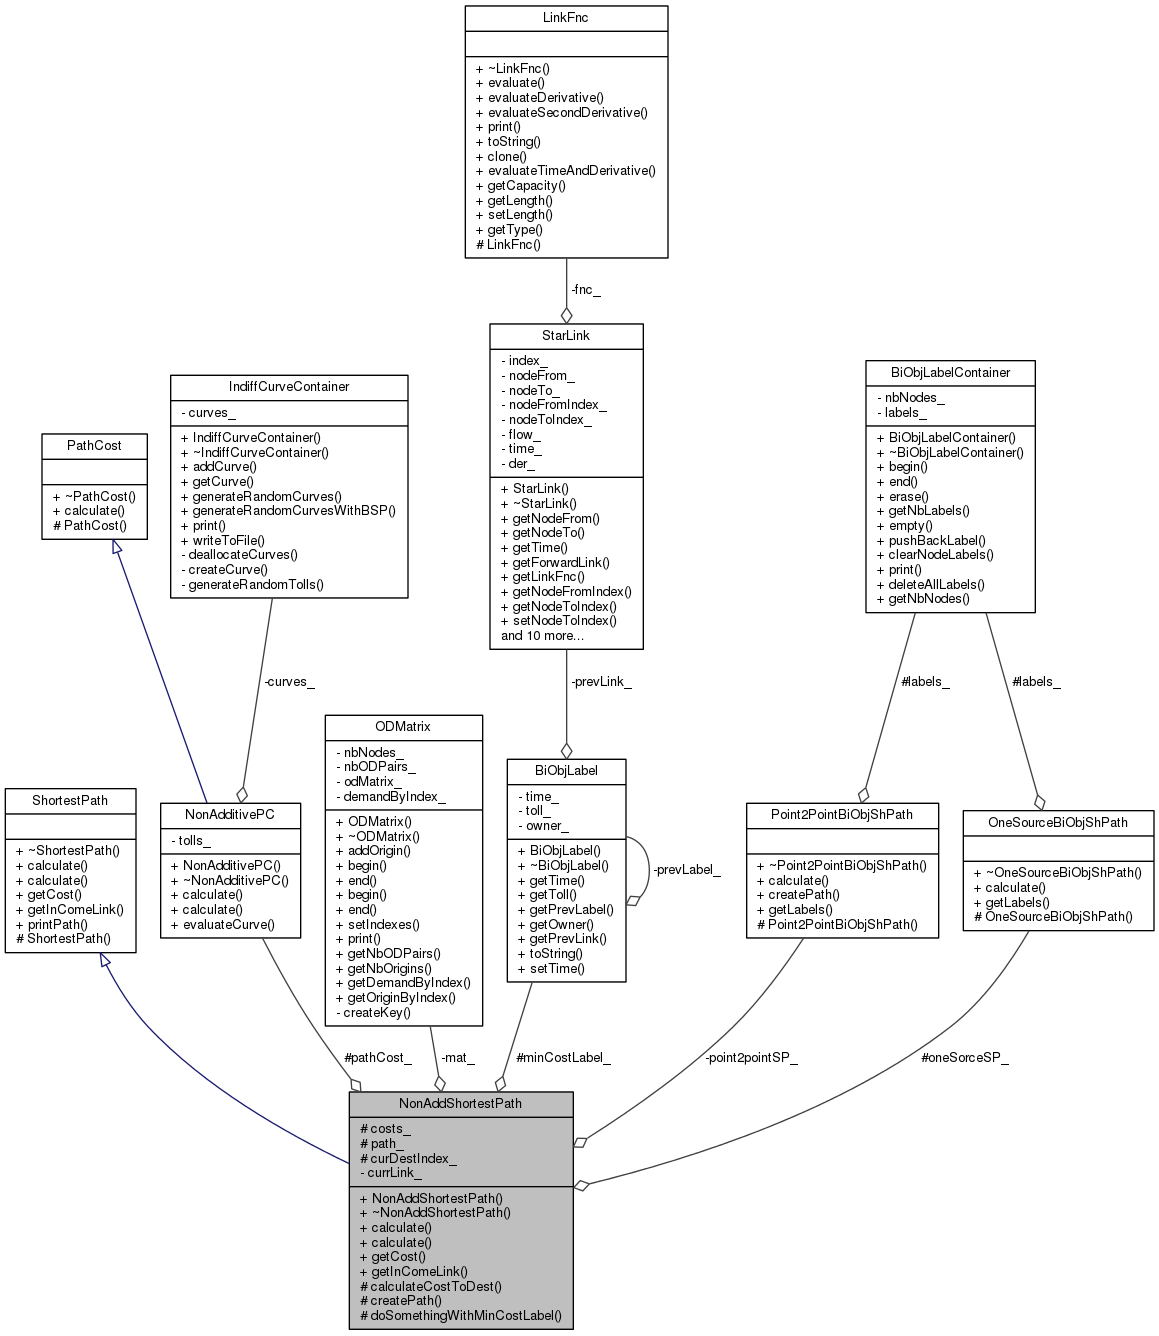 LinkFnc
+ ~LinkFnc()
+ evaluate()
+ evaluateDerivative()
+ evaluateSecondDerivative()
+ print()
+ toString()
+ clone()
+ evaluateTimeAndDerivative()
+ getCapacity()
+ getLength()
+ setLength()
+ getType()
# LinkFnc()
-fnc_
StarLink
- index_
- nodeFrom_
- nodeTo_
- nodeFromIndex_
- nodeToIndex_
- flow_
- time_
- der_
+ StarLink()
+ ~StarLink()
+ getNodeFrom()
+ getNodeTo()
+ getTime()
+ getForwardLink()
+ getLinkFnc()
+ getNodeFromIndex()
+ getNodeToIndex()
+ setNodeToIndex()
and 10 more...
BiObjLabelContainer
- nbNodes_
- labels_
+ BiObjLabelContainer()
+ ~BiObjLabelContainer()
+ begin()
+ end()
+ erase()
+ getNbLabels()
+ empty()
+ pushBackLabel()
+ clearNodeLabels()
+ print()
+ deleteAllLabels()
+ getNbNodes()
IndiffCurveContainer
- curves_
+ IndiffCurveContainer()
+ ~IndiffCurveContainer()
+ addCurve()
+ getCurve()
+ generateRandomCurves()
+ generateRandomCurvesWithBSP()
+ print()
+ writeToFile()
- deallocateCurves()
- createCurve()
- generateRandomTolls()
PathCost
+ ~PathCost()
+ calculate()
# PathCost()
-curves_
-prevLink_
#labels_
#labels_
ODMatrix
- nbNodes_
- nbODPairs_
- odMatrix_
- demandByIndex_
+ ODMatrix()
+ ~ODMatrix()
+ addOrigin()
+ begin()
+ end()
+ begin()
+ end()
+ setIndexes()
+ print()
+ getNbODPairs()
+ getNbOrigins()
+ getDemandByIndex()
+ getOriginByIndex()
- createKey()
BiObjLabel
- time_
- toll_
- owner_
+ BiObjLabel()
+ ~BiObjLabel()
+ getTime()
+ getToll()
+ getPrevLabel()
+ getOwner()
+ getPrevLink()
+ toString()
+ setTime()
-prevLabel_
ShortestPath
+ ~ShortestPath()
+ calculate()
+ calculate()
+ getCost()
+ getInComeLink()
+ printPath()
# ShortestPath()
NonAdditivePC
- tolls_
+ NonAdditivePC()
+ ~NonAdditivePC()
+ calculate()
+ calculate()
+ evaluateCurve()
Point2PointBiObjShPath
+ ~Point2PointBiObjShPath()
+ calculate()
+ createPath()
+ getLabels()
# Point2PointBiObjShPath()
OneSourceBiObjShPath
+ ~OneSourceBiObjShPath()
+ calculate()
+ getLabels()
# OneSourceBiObjShPath()
#pathCost_
-mat_
#minCostLabel_
-point2pointSP_
#oneSorceSP_
NonAddShortestPath
# costs_
# path_
# curDestIndex_
- currLink_
+ NonAddShortestPath()
+ ~NonAddShortestPath()
+ calculate()
+ calculate()
+ getCost()
+ getInComeLink()
# calculateCostToDest()
# createPath()
# doSomethingWithMinCostLabel()